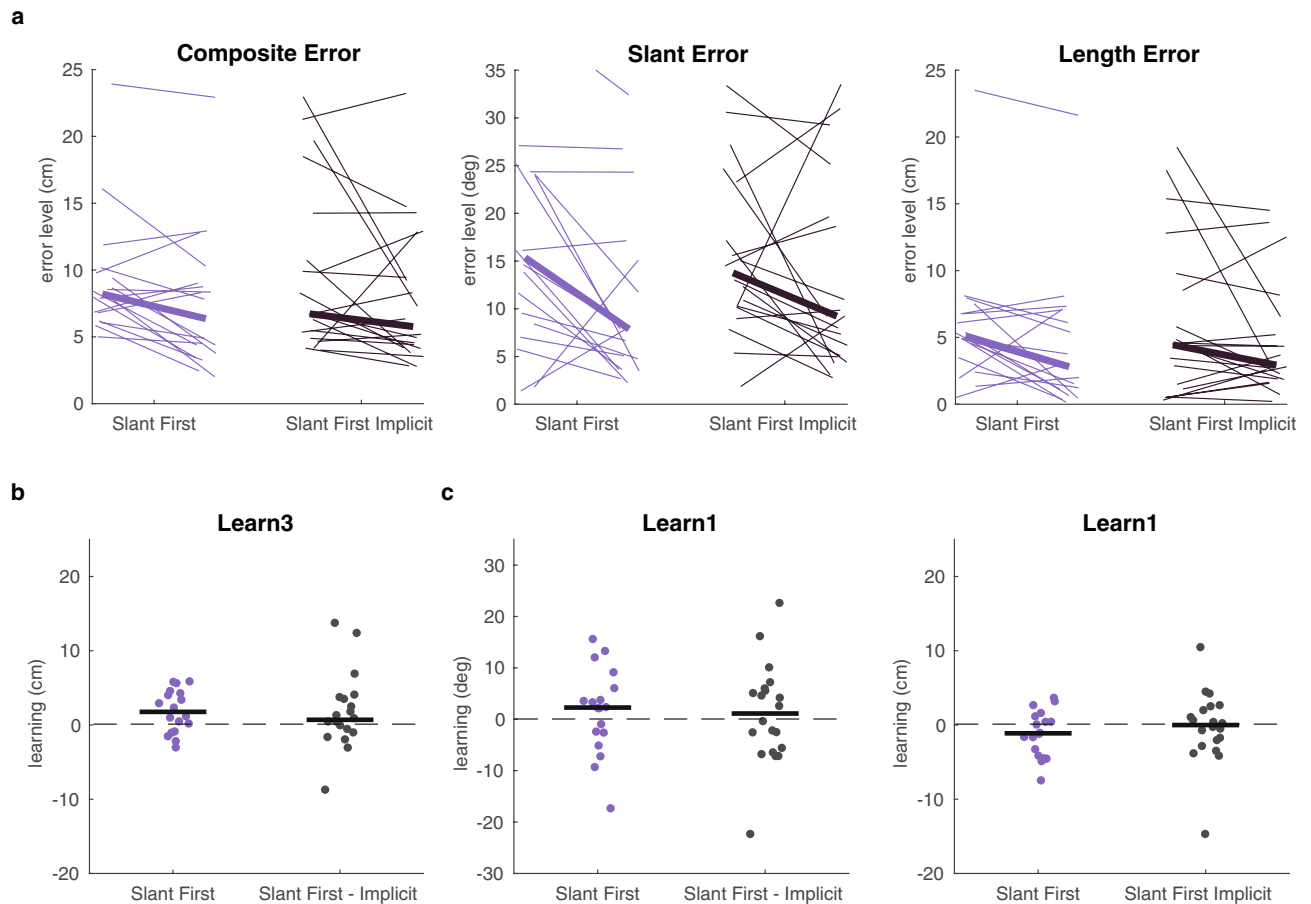 a
Composite Error
Slant Error
Length Error
25
20
15
10
5
0
error level (cm)
Slant First
Slant First Implicit
35
30
25
20
15
10
5
0
error level (deg)
Slant First
Slant First Implicit
25
20
15
10
5
0
error level (cm)
Slant First
Slant First Implicit
b
Learn3
20
10
0
-10
-20
learning (cm)
Slant First
Slant First - Implicit
c
Learn1
30
20
10
0
-10
-20
-30
learning (deg)
Slant First
Slant First - Implicit
Learn1
20
10
0
-10
-20
learning (cm)
Slant First
Slant First Implicit